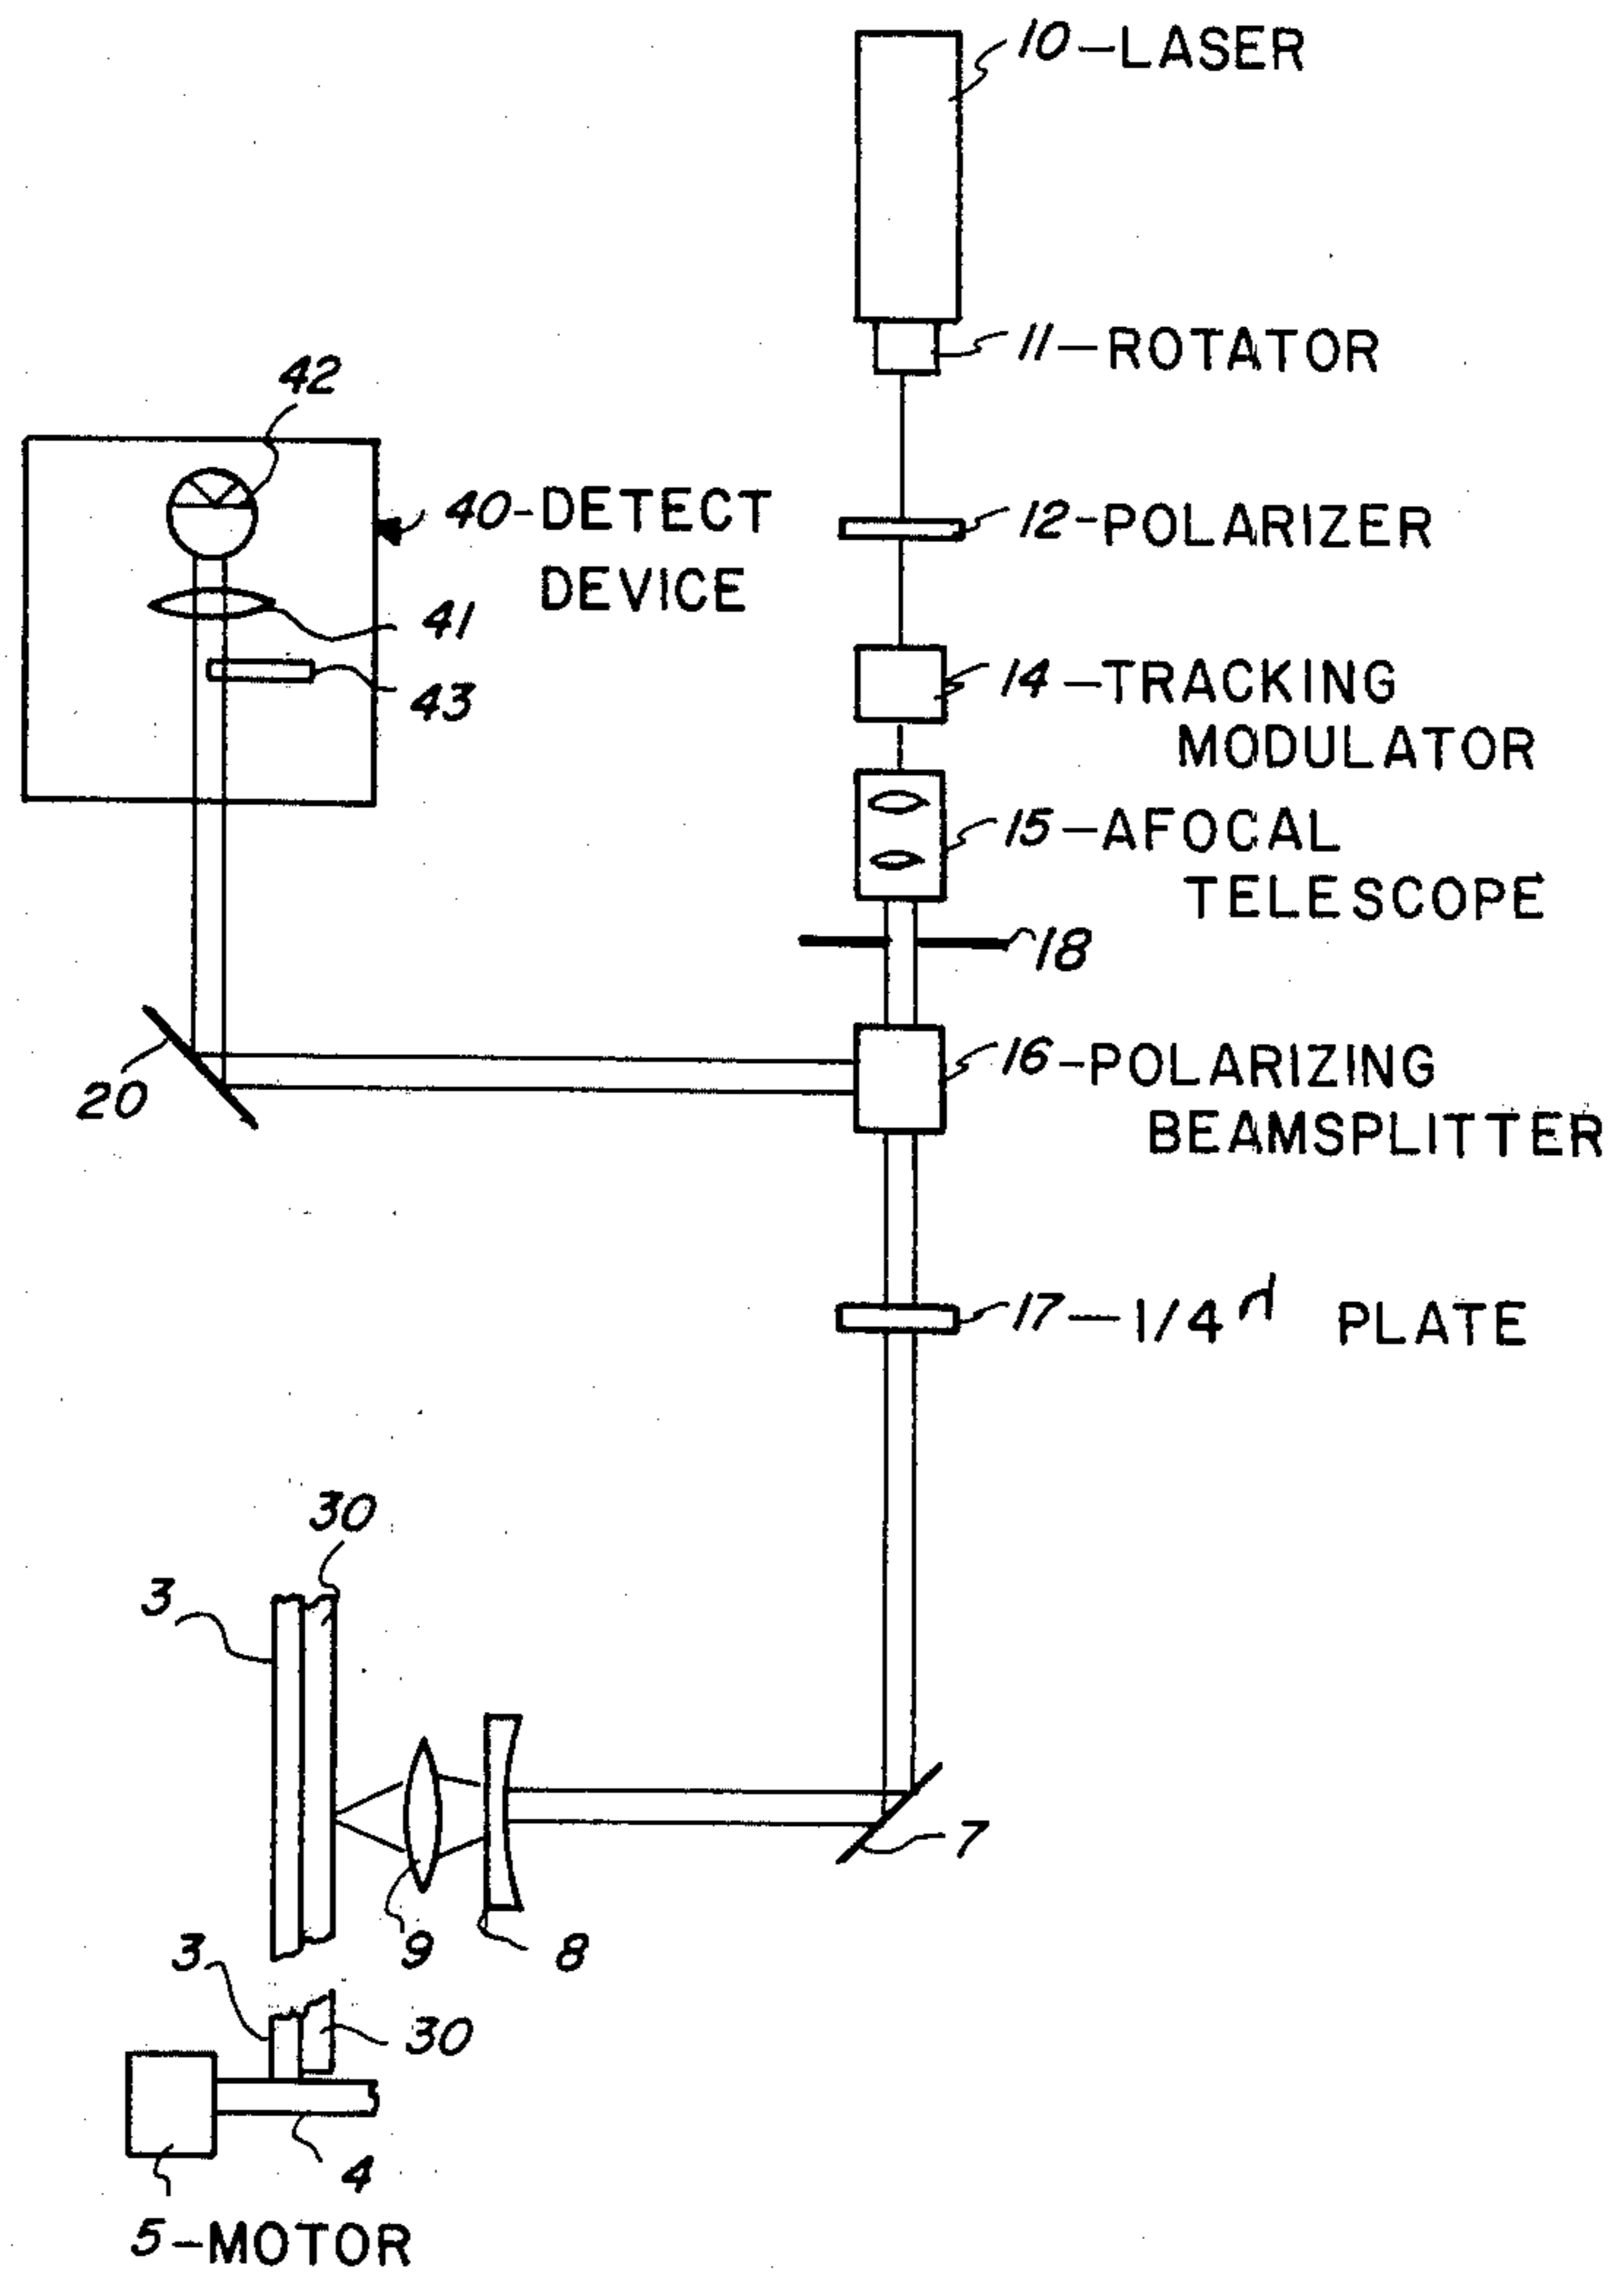 10-LASER
11-ROTATOR
42
40-DETECT
DEVICE
12-POLARIZER
41
43
14-TRACKING
MODULATOR
15-AFOCAL
TELESCOPE
18
20
16-POLARIZING
BEAMSPLITTER
17-1/4 λ PLATE
30
3
7
9
8
3
30
4
5-MOTOR